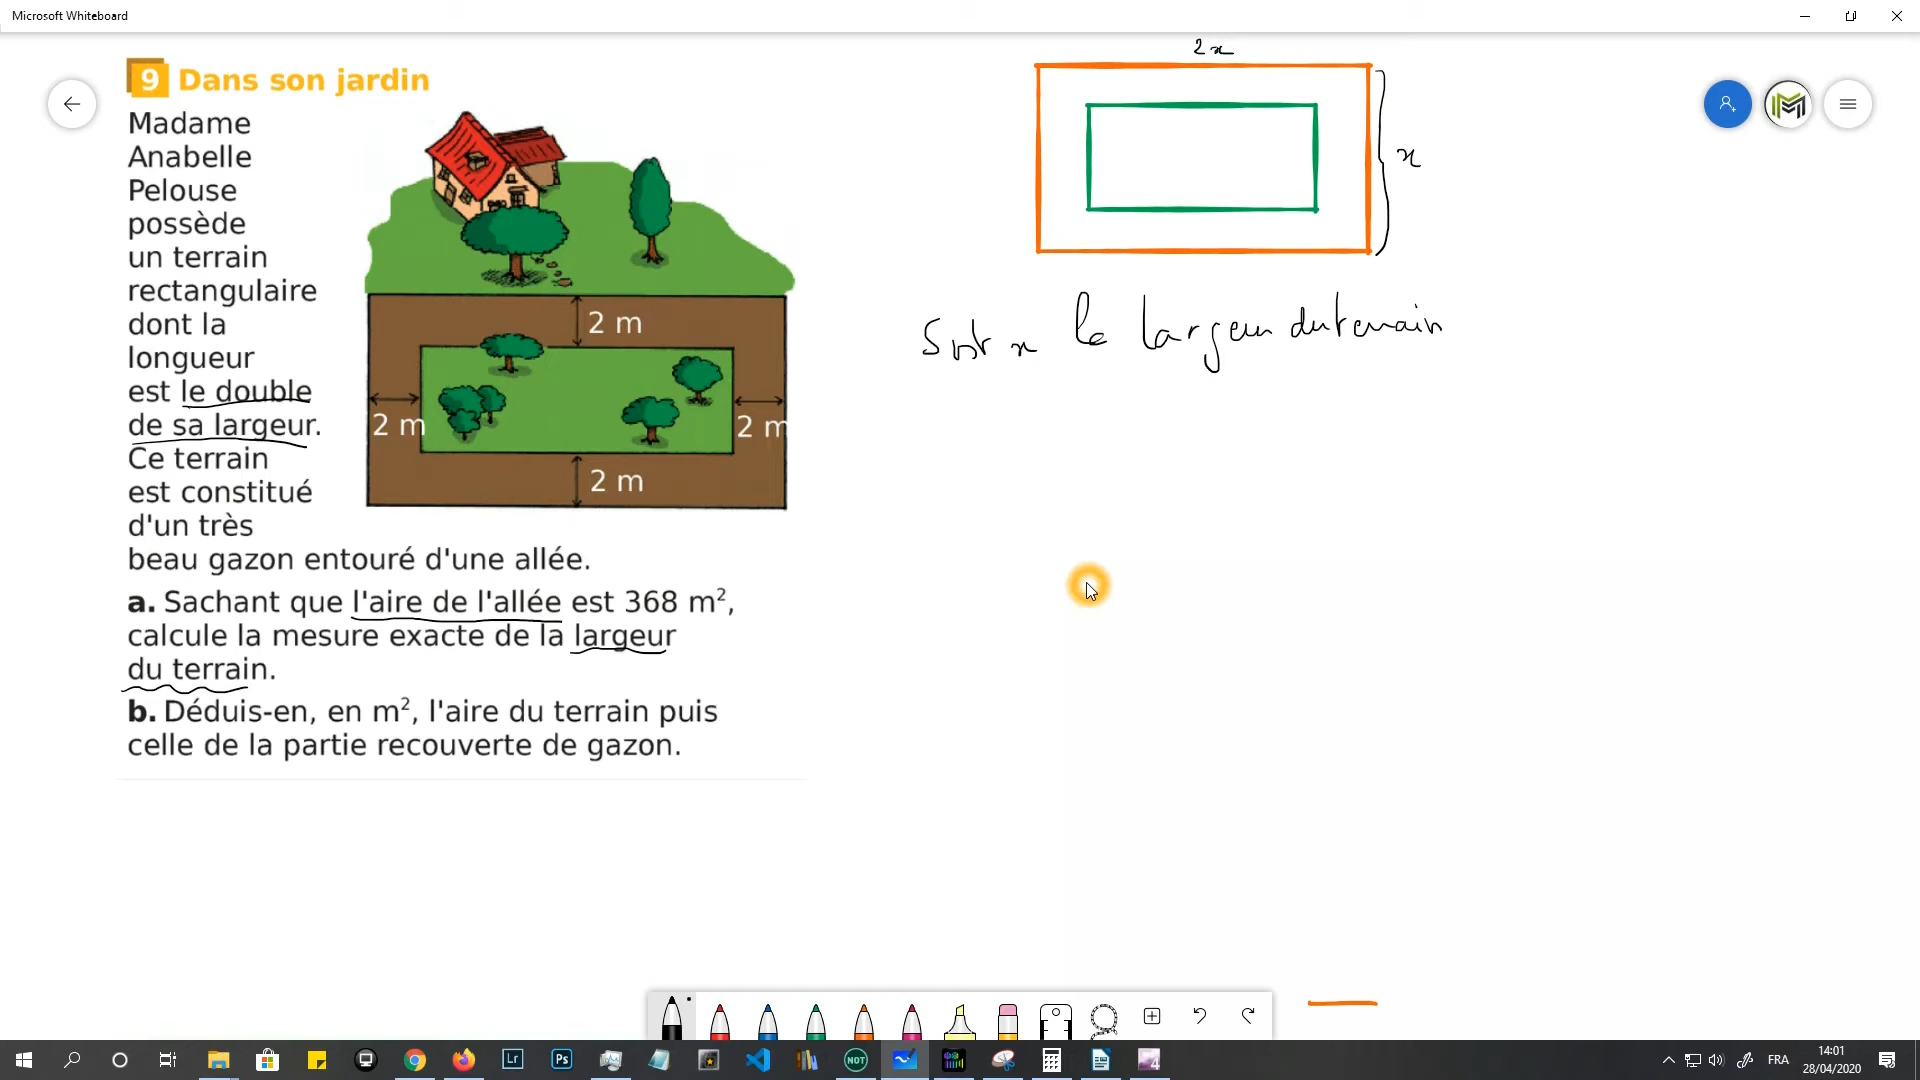 Microsoft Whiteboard
9 Dans son jardin
Madame
Anabelle
Pelouse
possède
un terrain
rectangulaire
dont la
longueur
est le double
de sa largeur.
Ce terrain
est constitué
d'un très
beau gazon entouré d'une allée.
2 m
2 m
2 m
2 m
a. Sachant que l'aire de l'allée est 368 m²,
calcule la mesure exacte de la largeur
du terrain.
b. Déduis-en, en m², l'aire du terrain puis
celle de la partie recouverte de gazon.
2x
x
Soit x la largeur du terrain
Lr
Ps
NOT
4
FRA
14:01
28/04/2020